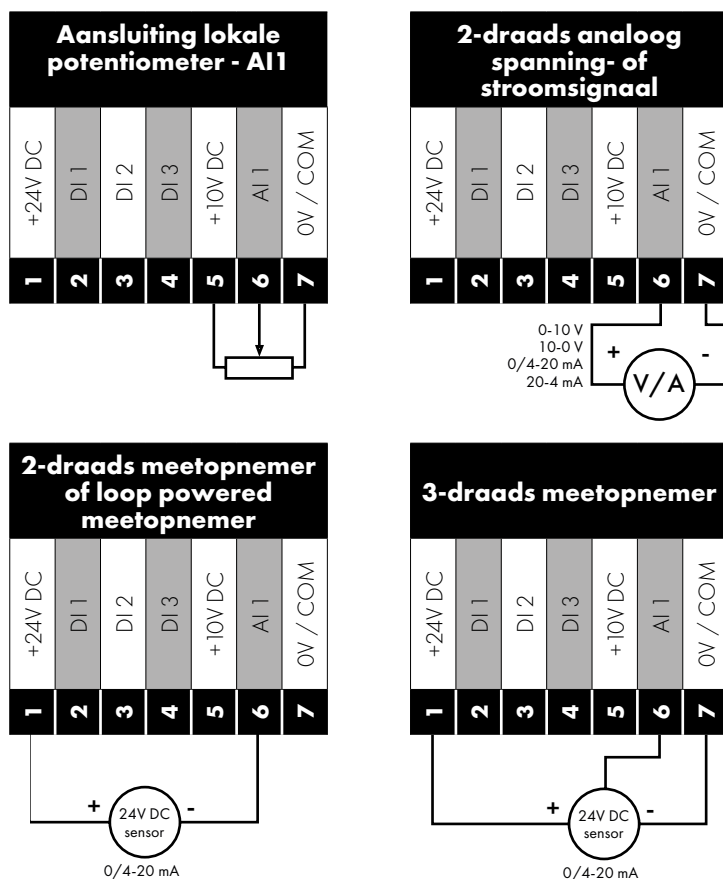 Aansluiting lokale
potentiometer - AI1
+24V DC
DI 1
DI 2
DI 3
+10V DC
AI 1
0V / COM
1
2
3
4
5
6
7
2-draads analoog
spanning- of
stroomsignaal
+24V DC
DI 1
DI 2
DI 3
+10V DC
AI 1
0V / COM
1
2
3
4
5
6
7
0-10 V
10-0 V
0/4-20 mA
20-4 mA
+
V/A
-
2-draads meetopnemer
of loop powered
meetopnemer
+24V DC
DI 1
DI 2
DI 3
+10V DC
AI 1
0V / COM
1
2
3
4
5
6
7
+
24V DC
sensor
-
0/4-20 mA
3-draads meetopnemer
+24V DC
DI 1
DI 2
DI 3
+10V DC
AI 1
0V / COM
1
2
3
4
5
6
7
+
24V DC
sensor
-
0/4-20 mA